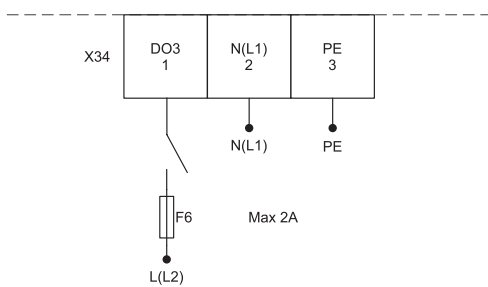 X34
DO3
1
N(L1)
2
PE
3
N(L1)
PE
F6
Max 2A
L(L2)